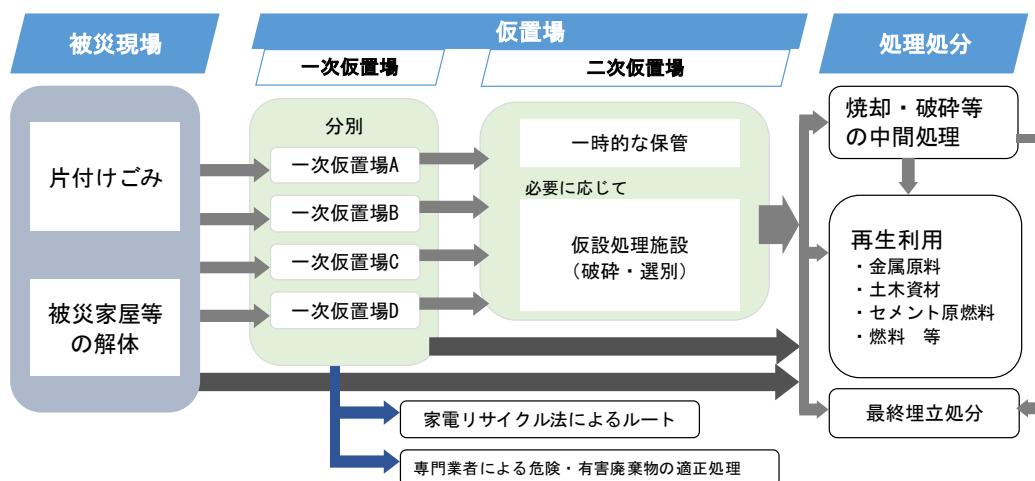 被災現場
仮置場
処理処分
一次仮置場
二次仮置場
片付けごみ
被災家屋等
の解体
分別
一次仮置場A
一次仮置場B
一次仮置場C
一次仮置場D
一時的な保管
必要に応じて
仮設処理施設
（破砕・選別）
焼却・破砕等
の中間処理
再生利用
・金属原料
・土木資材
・セメント原燃料
・燃料　等
最終埋立処分
家電リサイクル法によるルート
専門業者による危険・有害廃棄物の適正処理